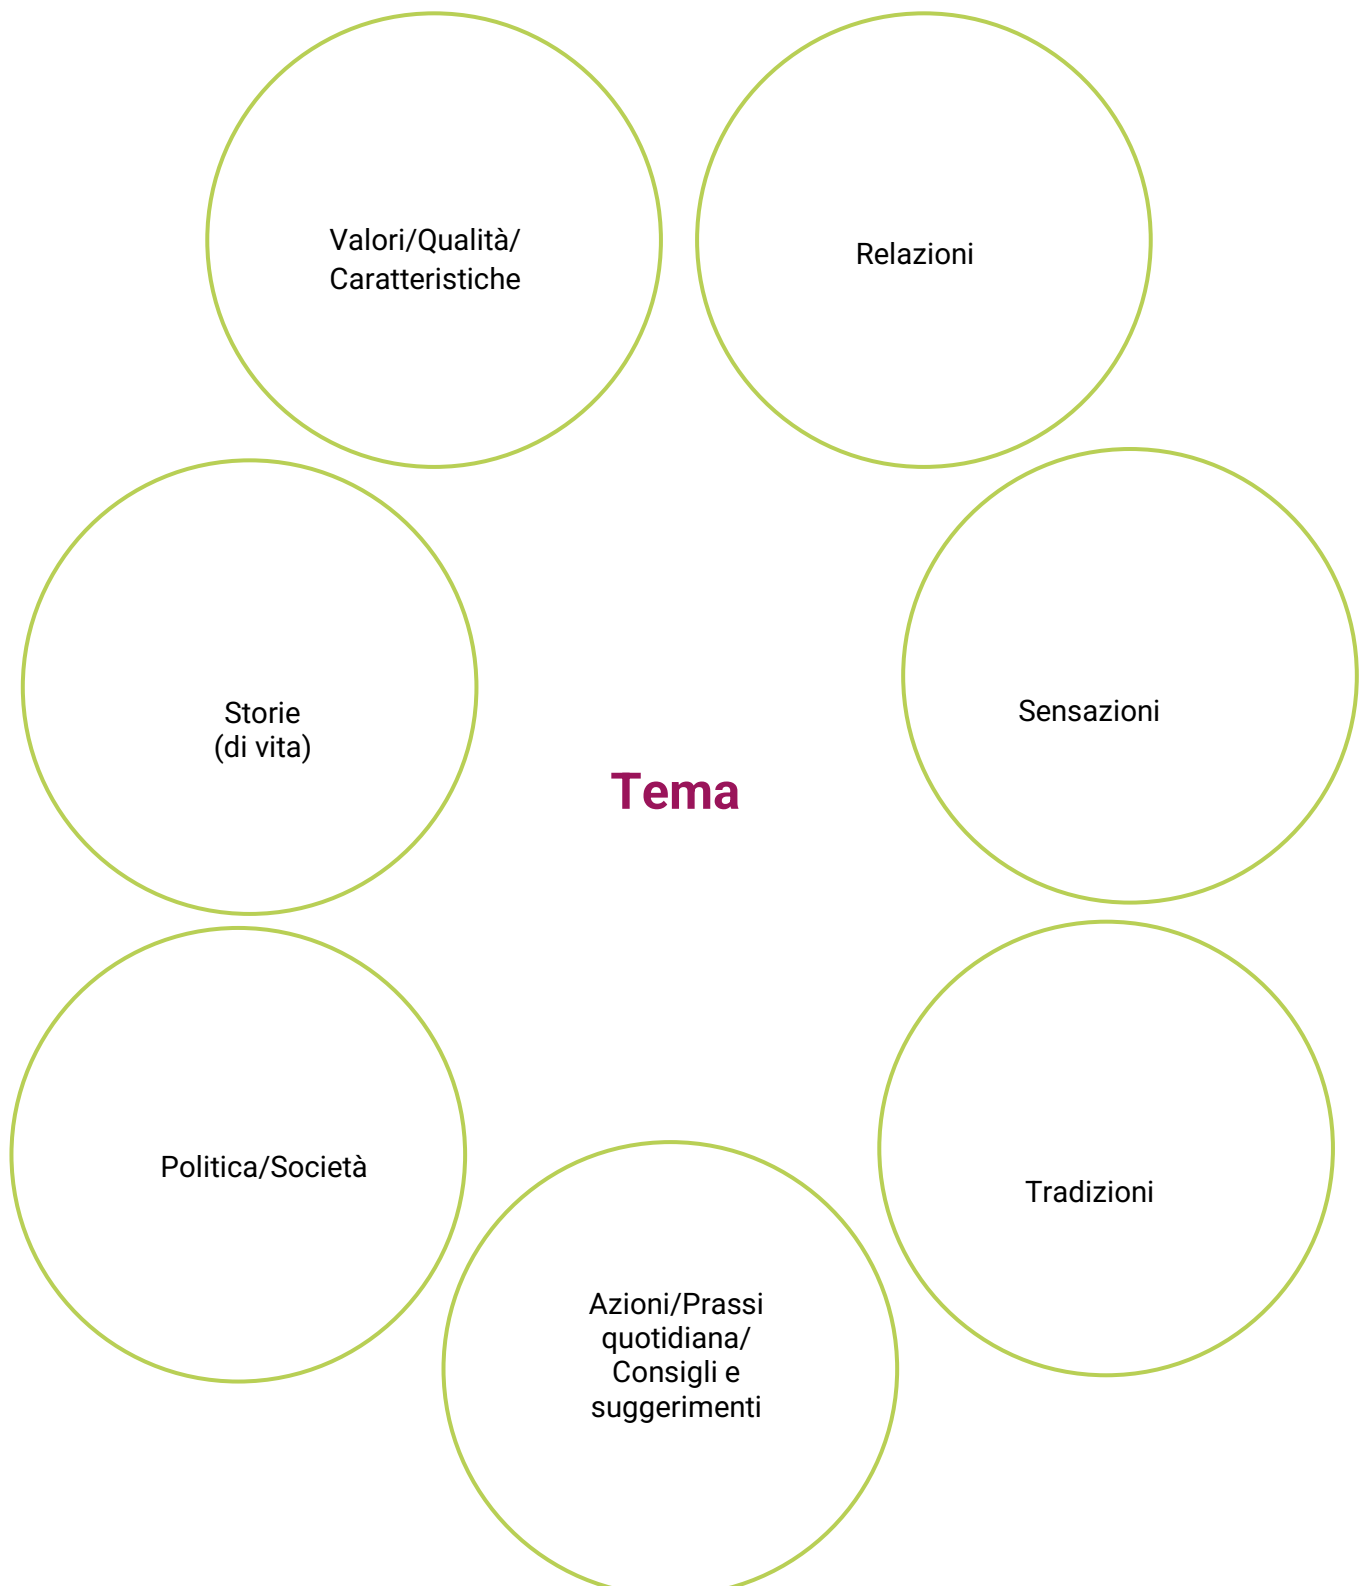 Valori/Qualità/
Caratteristiche
Relazioni
Storie
(di vita)
Sensazioni
Tema
Politica/Società
Tradizioni
Azioni/Prassi
quotidiana/
Consigli e
suggerimenti